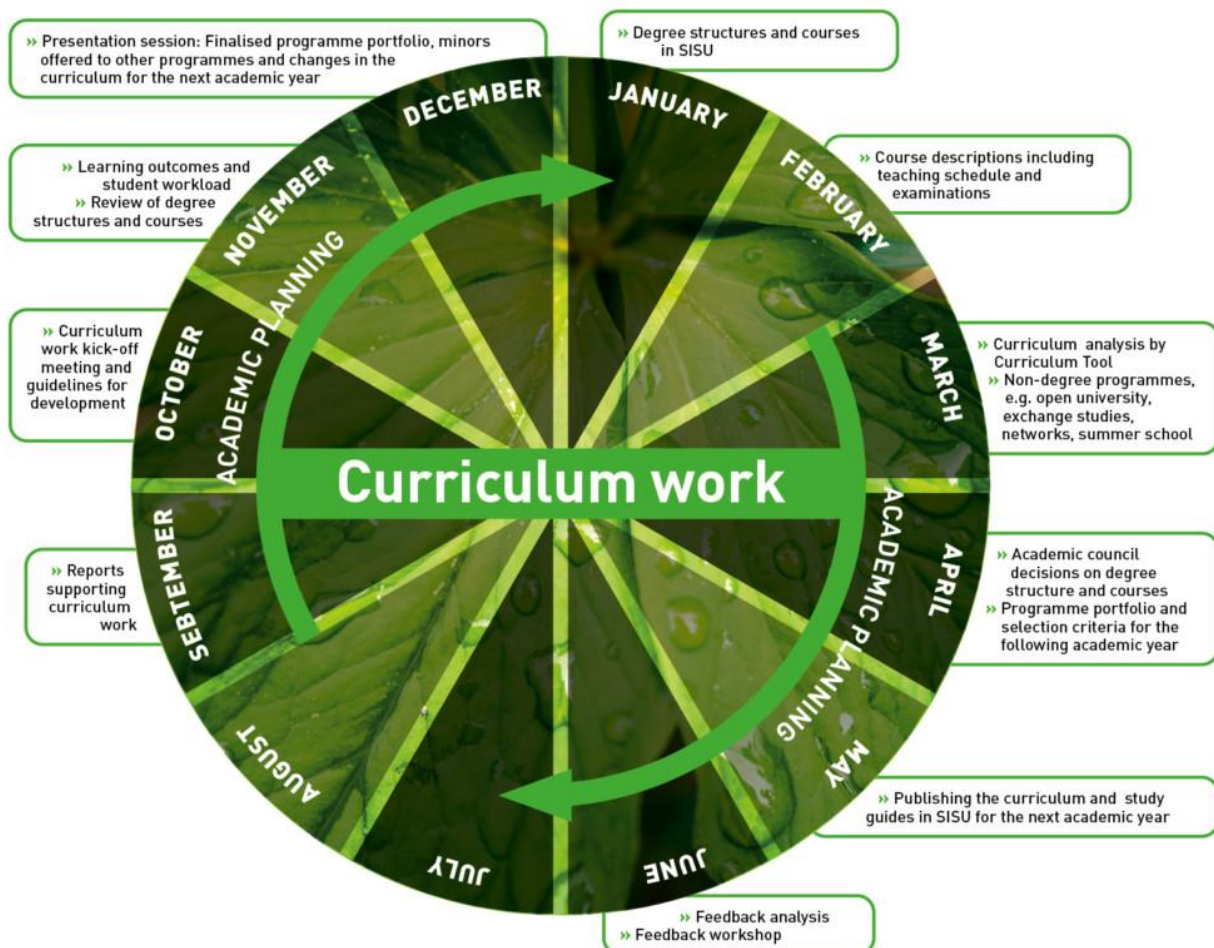 » Presentation session: Finalised programme portfolio, minors
offered to other programmes and changes in the
curriculum for the next academic year
» Degree structures and courses
in SISU
DECEMBER
JANUARY
» Learning outcomes and
student workload
» Review of degree
structures and courses
NOVEMBER
FEBRUARY
» Course descriptions including
teaching schedule and
examinations
ACADEMIC PLANNING
» Curriculum
work kick-off
meeting and
guidelines for
development
OCTOBER
MARCH
» Curriculum analysis by
Curriculum Tool
» Non-degree programmes,
e.g. open university,
exchange studies,
networks, summer school
Curriculum work
» Reports
supporting
curriculum
work
SEBTEMBER
ACADEMIC PLANNING
APRIL
» Academic council
decisions on degree
structure and courses
» Programme portfolio and
selection criteria for the
following academic year
AUGUST
MAY
» Publishing the curriculum and study
guides in SISU for the next academic year
JULY
JUNE
» Feedback analysis
» Feedback workshop